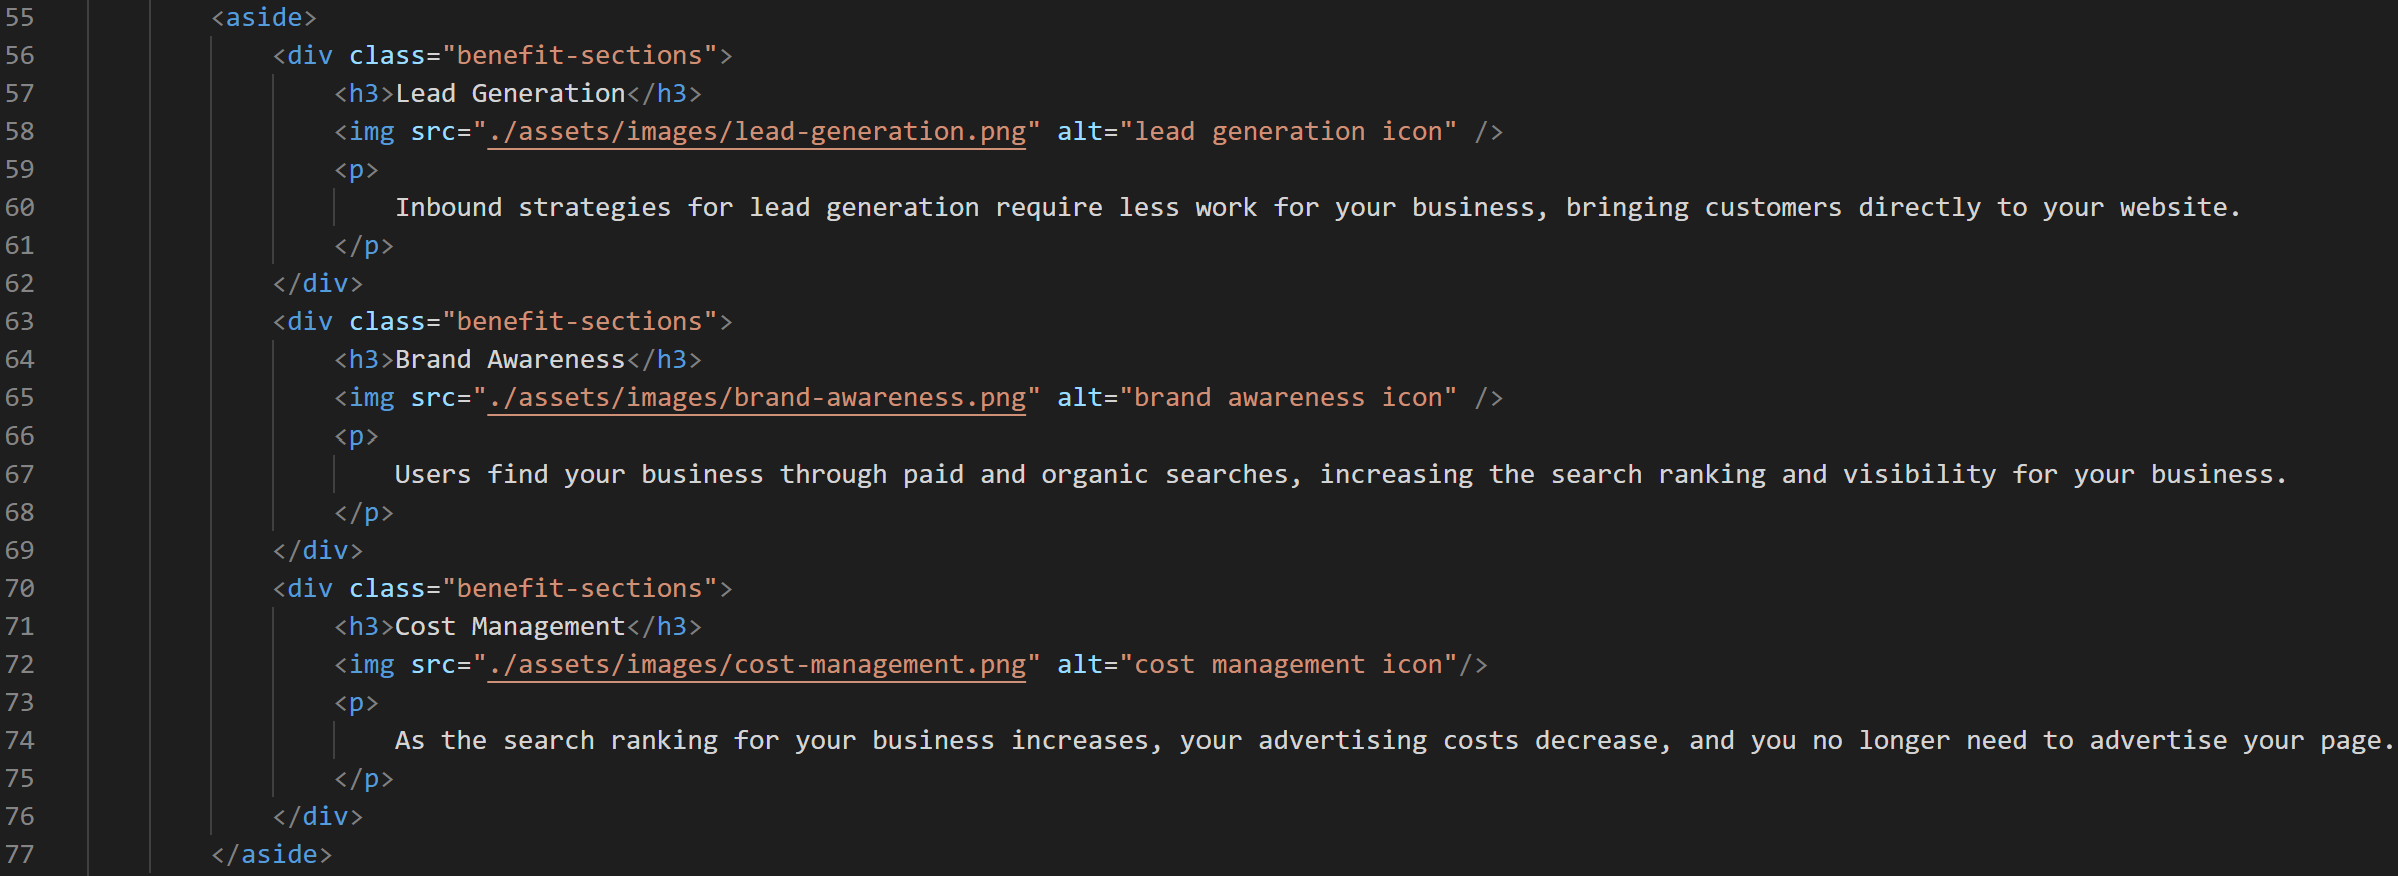 55 <aside>
56 <div class="benefit-sections">
57 <h3>Lead Generation</h3>
58 <img src="./assets/images/lead-generation.png" alt="lead generation icon" />
59 <p>
60 Inbound strategies for lead generation require less work for your business, bringing customers directly to your website.
61 </p>
62 </div>
63 <div class="benefit-sections">
64 <h3>Brand Awareness</h3>
65 <img src="./assets/images/brand-awareness.png" alt="brand awareness icon" />
66 <p>
67 Users find your business through paid and organic searches, increasing the search ranking and visibility for your business.
68 </p>
69 </div>
70 <div class="benefit-sections">
71 <h3>Cost Management</h3>
72 <img src="./assets/images/cost-management.png" alt="cost management icon"/>
73 <p>
74 As the search ranking for your business increases, your advertising costs decrease, and you no longer need to advertise your page.
75 </p>
76 </div>
77 </aside>